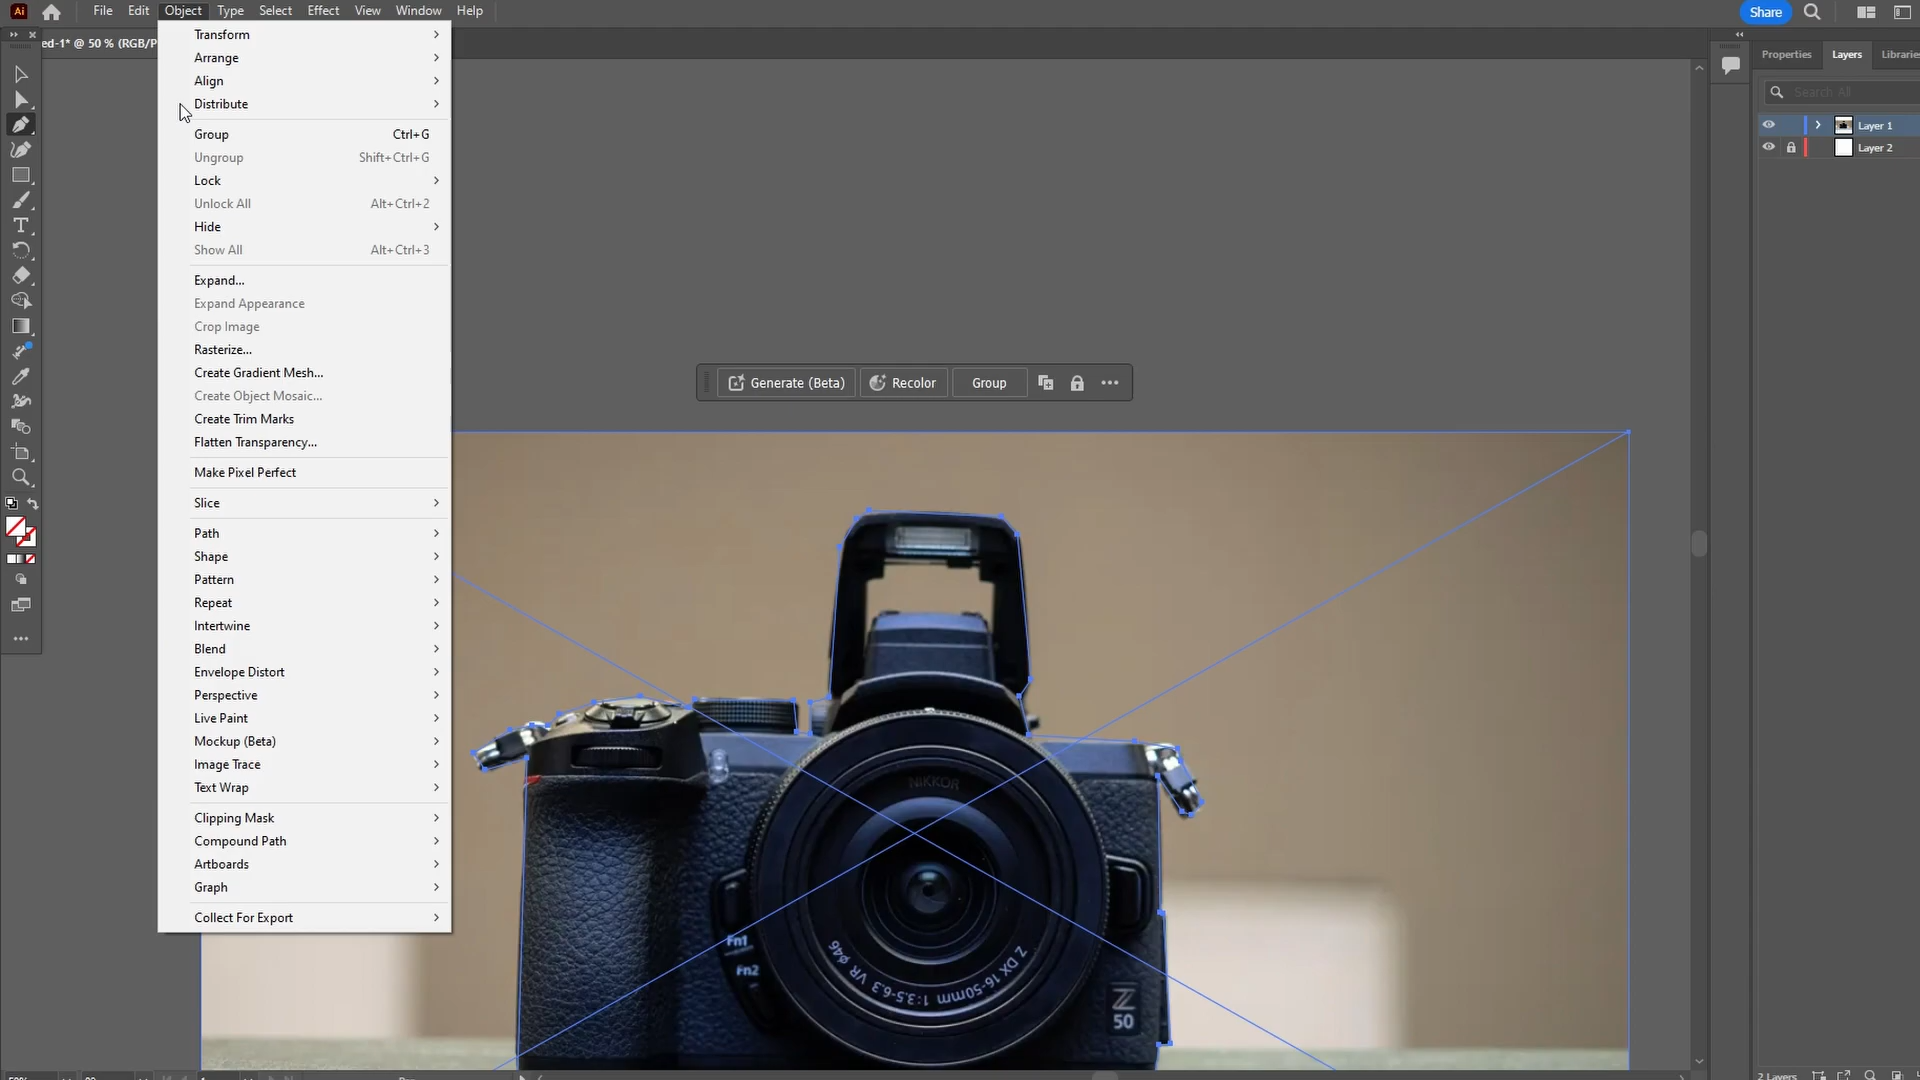 Ai
File Edit Object Type Select Effect View Window Help
Share
ed-1* @ 50 % (RGB/P
Transform
Arrange
Align
Distribute
Group Ctrl+G
Ungroup Shift+Ctrl+G
Lock
Unlock All Alt+Ctrl+2
Hide
Show All Alt+Ctrl+3
Expand...
Expand Appearance
Crop Image
Rasterize...
Create Gradient Mesh...
Create Object Mosaic...
Create Trim Marks
Flatten Transparency...
Make Pixel Perfect
Slice
Path
Shape
Pattern
Repeat
Intertwine
Blend
Envelope Distort
Perspective
Live Paint
Mockup (Beta)
Image Trace
Text Wrap
Clipping Mask
Compound Path
Artboards
Graph
Collect For Export
Generate (Beta) Recolor Group
Properties Layers Librarie
Search All
Layer 1
Layer 2
NIKKOR
Fn1
Fn2
Z DX 16-50mm 1:3.5-6.3 VR ø46
Z
50
2 Layers